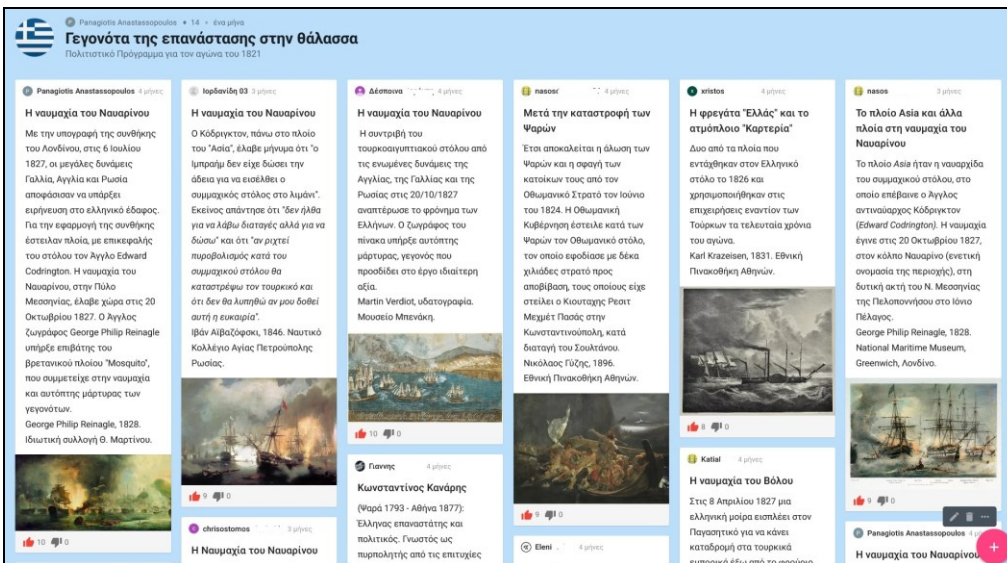 Panagiotis Anastassopoulos + 14 • ένα μήνα
Γεγονότα της επανάστασης στην θάλασσα
Πολιτιστικό Πρόγραμμα για τον αγώνα του 1821
Panagiotis Anastassopoulos 4 μήνες
Η ναυμαχία του Ναυαρίνου
Με την υπογραφή της συνθήκης
του Λονδίνου, στις 6 Ιουλίου
1827, οι μεγάλες δυνάμεις
Γαλλία, Αγγλία και Ρωσία
αποφάσισαν να υπάρξει
ειρήνευση στο ελληνικό έδαφος.
Για την εφαρμογή της συνθήκης
έστειλαν πλοία, με επικεφαλής
του στόλου τον Άγγλο Edward
Codrington. Η ναυμαχία του
Ναυαρίνου, στην Πύλο
Μεσσηνίας, έλαβε χώρα στις 20
Οκτωβρίου 1827. Ο Άγγλος
ζωγράφος George Philip Reinagle
υπήρξε επιβάτης του
βρετανικού πλοίου "Mosquito",
που συμμετείχε στην ναυμαχία
και αυτόπτης μάρτυρας των
γεγονότων.
George Philip Reinagle, 1828.
Ιδιωτική συλλογή Θ. Μαρτίνου.
10 0
Ιορδανίδη 03 3 μήνες
Η ναυμαχία του Ναυαρίνου
Ο Κόδριγκτον, πάνω στο πλοίο
του "Ασία", έλαβε μήνυμα ότι "ο
Ιμπραήμ δεν είχε δώσει την
άδεια για να εισέλθει ο
συμμαχικός στόλος στο λιμάνι".
Εκείνος απάντησε ότι "δεν ήλθα
για να λάβω διαταγές αλλά για να
δώσω" και ότι "αν ριχτεί
πυροβολισμός κατά του
συμμαχικού στόλου θα
καταστρέψω τον τουρκικό και
ότι δεν θα λυπηθώ αν μου δοθεί
αυτή η ευκαιρία".
Ιβάν Αϊβαζόφσκι, 1846. Ναυτικό
Κολλέγιο Αγίας Πετρούπολης
Ρωσίας.
9 0
chrisostomos 3 μήνες
Η Ναυμαχία του Ναυαρίνου
Δέσποινα 4 μήνες
Η ναυμαχία του Ναυαρίνου
Η συντριβή του
τουρκοαιγυπτιακού στόλου από
τις ενωμένες δυνάμεις της
Αγγλίας, της Γαλλίας και της
Ρωσίας στις 20/10/1827
αναπτέρωσε το φρόνημα των
Ελλήνων. Ο ζωγράφος του
πίνακα υπήρξε αυτόπτης
μάρτυρας, γεγονός που
προσδίδει στο έργο ιδιαίτερη
αξία.
Martin Verdiot, υδατογραφία.
Μουσείο Μπενάκη.
10 0
Γιαννης 4 μήνες
Κωνσταντίνος Κανάρης
(Ψαρά 1793 - Αθήνα 1877):
Έλληνας επαναστάτης και
πολιτικός. Γνωστός ως
πυρπολητής από τις επιτυχίες
nasos 4 μήνες
Μετά την καταστροφή των
Ψαρών
Έτσι αποκαλείται η άλωση των
Ψαρών και η σφαγή των
κατοίκων τους από τον
Οθωμανικό Στρατό τον Ιούνιο
του 1824. Η Οθωμανική
Κυβέρνηση έστειλε κατά των
Ψαρών τον Οθωμανικό στόλο,
τον οποίο εφοδίασε με δέκα
χιλιάδες στρατό προς
αποβίβαση, τους οποίους είχε
στείλει ο Κιουταχης Ρεσιτ
Μεχμέτ Πασάς στην
Κωνσταντινούπολη, κατά
διαταγή του Σουλτάνου.
Νικόλαος Γύζης, 1896.
Εθνική Πινακοθήκη Αθηνών.
9 0
Eleni 4 μήνες
xristos 4 μήνες
Η φρεγάτα "Ελλάς" και το
ατμόπλοιο "Καρτερία"
Δυο από τα πλοία που
εντάχθηκαν στον Ελληνικό
στόλο το 1826 και
χρησιμοποιήθηκαν στις
επιχειρήσεις εναντίον των
Τούρκων τα τελευταία χρόνια
του αγώνα.
Karl Krazeisen, 1831. Εθνική
Πινακοθήκη Αθηνών.
8 0
Katial 4 μήνες
Η ναυμαχία του Βόλου
Στις 8 Απριλίου 1827 μια
ελληνική μοίρα εισπλέει στον
Παγασητικό για να κάνει
καταδρομή στα τουρκικά
εμπορικά έξω από το φρούριο
nasos 3 μήνες
Το πλοίο Asia και άλλα
πλοία στη ναυμαχία του
Ναυαρίνου
Το πλοίο Asia ήταν η ναυαρχίδα
του συμμαχικού στόλου, στο
οποίο επέβαινε ο Άγγλος
αντιναύαρχος Κόδριγκτον
(Edward Codrington). Η ναυμαχία
έγινε στις 20 Οκτωβρίου 1827,
στον κόλπο Ναυαρίνο (ενετική
ονομασία της περιοχής), στη
δυτική ακτή του Ν. Μεσσηνίας
της Πελοποννήσου στο Ιόνιο
Πέλαγος.
George Philip Reinagle, 1828.
National Maritime Museum,
Greenwich, Λονδίνο.
9 0
Panagiotis Anastassopoulos
Η ναυμαχία του Ναυαρίνου